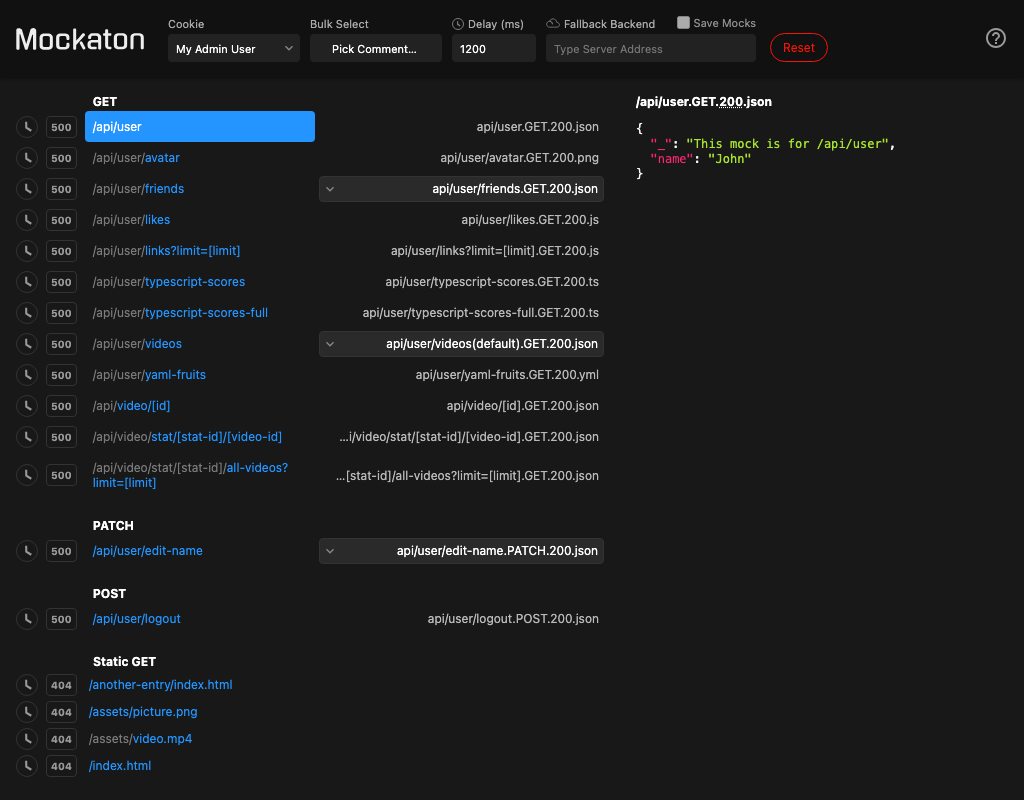 Mockaton
Cookie
My Admin User
Bulk Select
Pick Comment…
Delay (ms)
1200
Fallback Backend
Type Server Address
Save Mocks
Reset
?
GET
500 /api/user api/user.GET.200.json
500 /api/user/avatar api/user/avatar.GET.200.png
500 /api/user/friends api/user/friends.GET.200.json
500 /api/user/likes api/user/likes.GET.200.js
500 /api/user/links?limit=[limit] api/user/links?limit=[limit].GET.200.js
500 /api/user/typescript-scores api/user/typescript-scores.GET.200.ts
500 /api/user/typescript-scores-full api/user/typescript-scores-full.GET.200.ts
500 /api/user/videos api/user/videos(default).GET.200.json
500 /api/user/yaml-fruits api/user/yaml-fruits.GET.200.yml
500 /api/video/[id] api/video/[id].GET.200.json
500 /api/video/stat/[stat-id]/[video-id] …i/video/stat/[stat-id]/[video-id].GET.200.json
500 /api/video/stat/[stat-id]/all-videos?
limit=[limit] …[stat-id]/all-videos?limit=[limit].GET.200.json
PATCH
500 /api/user/edit-name api/user/edit-name.PATCH.200.json
POST
500 /api/user/logout api/user/logout.POST.200.json
Static GET
404 /another-entry/index.html
404 /assets/picture.png
404 /assets/video.mp4
404 /index.html
/api/user.GET.200.json
{
"_": "This mock is for /api/user",
"name": "John"
}